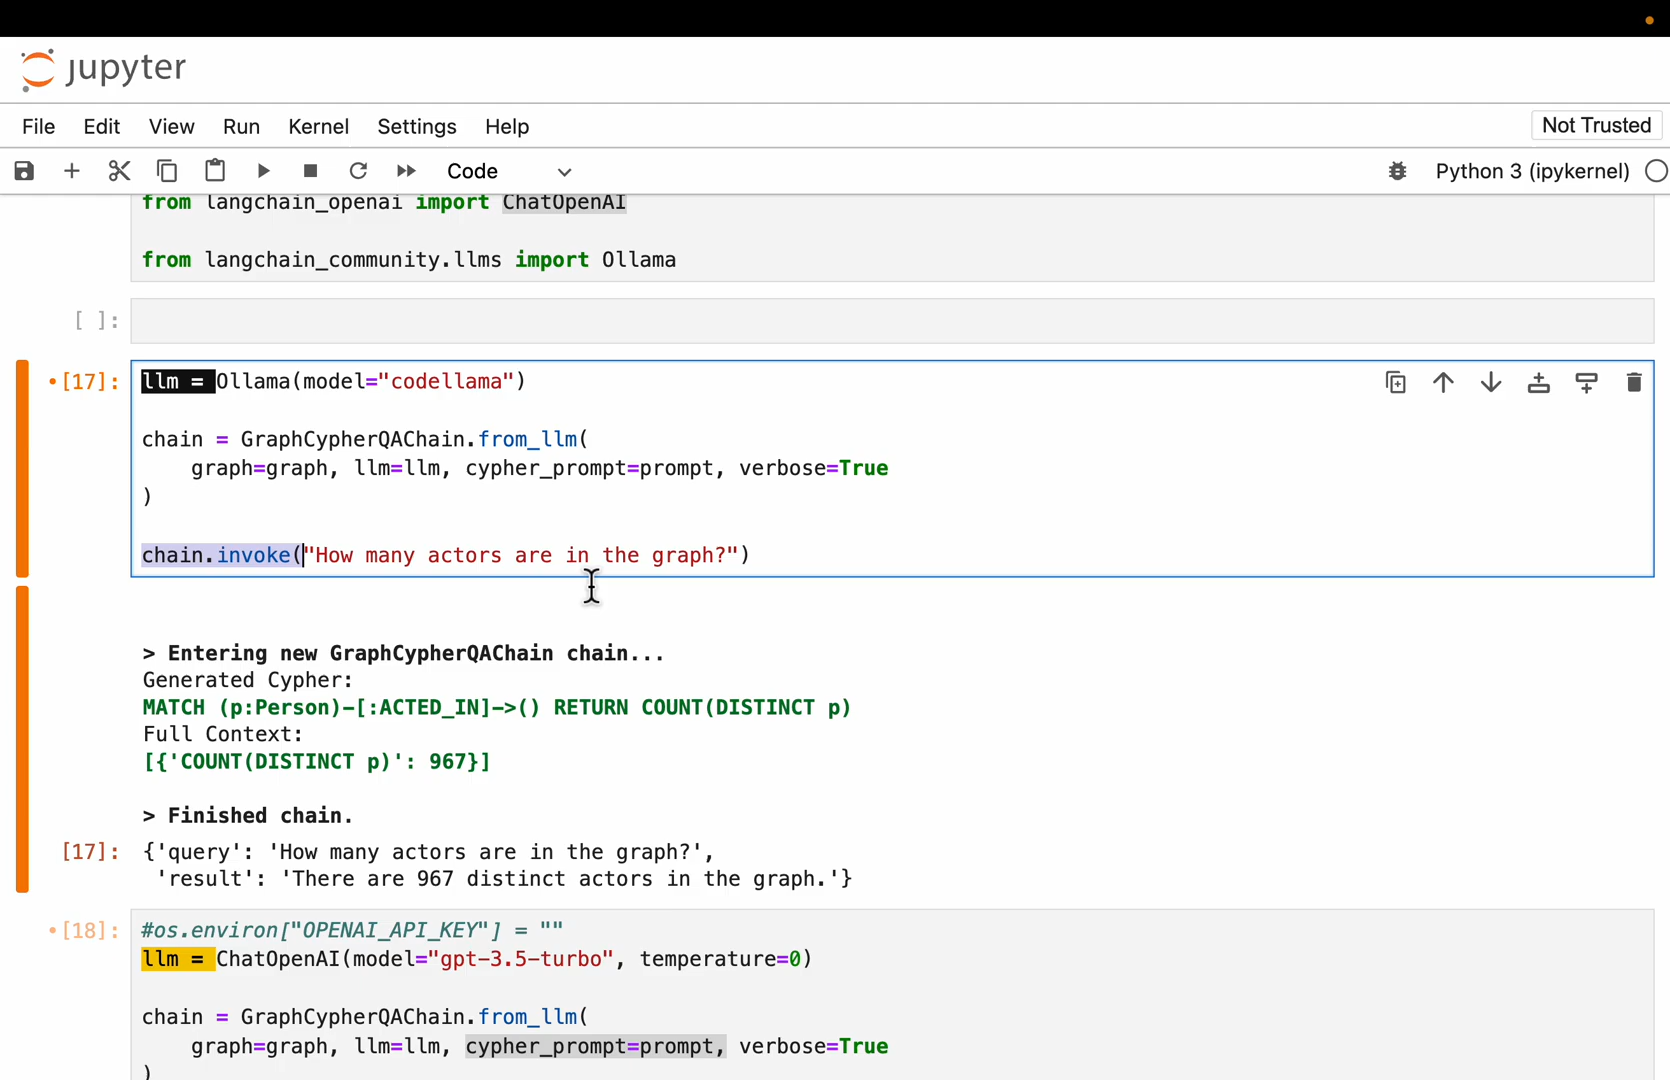 jupyter
File Edit View Run Kernel Settings Help
Not Trusted
Code
Python 3 (ipykernel)
from langchain_openai import ChatOpenAI
from langchain_community.llms import Ollama
[ ]:
[17]:
llm = Ollama(model="codellama")
chain = GraphCypherQAChain.from_llm(
graph=graph, llm=llm, cypher_prompt=prompt, verbose=True
)
chain.invoke("How many actors are in the graph?")
> Entering new GraphCypherQAChain chain...
Generated Cypher:
MATCH (p:Person)-[:ACTED_IN]->() RETURN COUNT(DISTINCT p)
Full Context:
[{'COUNT(DISTINCT p)': 967}]
> Finished chain.
[17]: {'query': 'How many actors are in the graph?',
'result': 'There are 967 distinct actors in the graph.'}
[18]: #os.environ["OPENAI_API_KEY"] = ""
llm = ChatOpenAI(model="gpt-3.5-turbo", temperature=0)
chain = GraphCypherQAChain.from_llm(
graph=graph, llm=llm, cypher_prompt=prompt, verbose=True
)